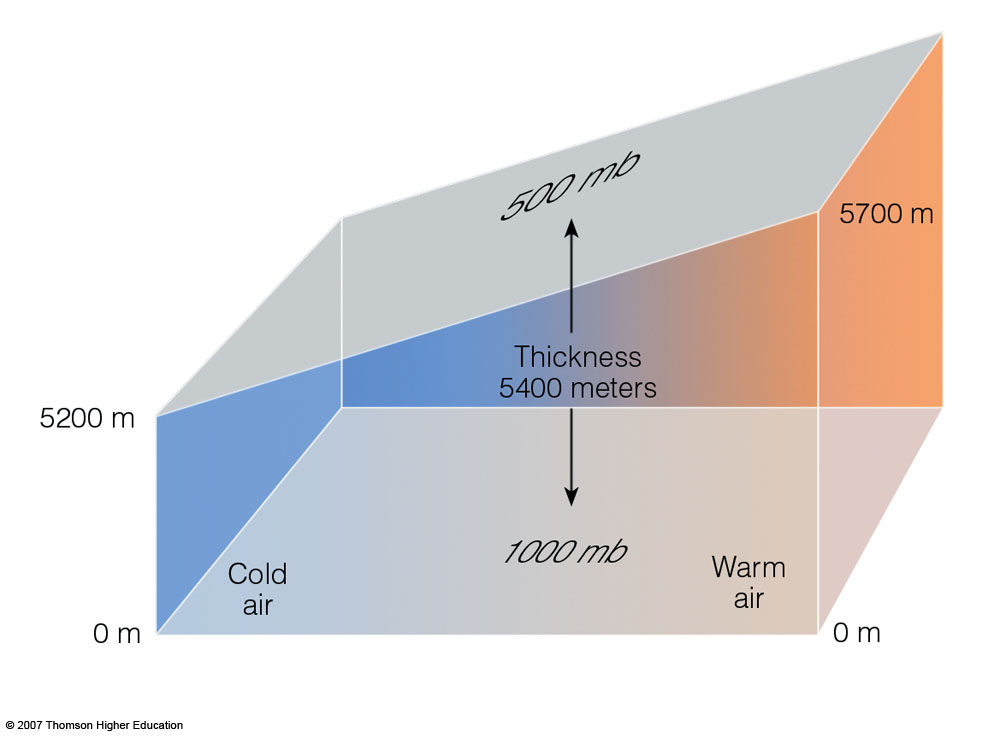 500 mb
5700 m
Thickness
5400 meters
5200 m
1000 mb
Cold
air
Warm
air
0 m
0 m
© 2007 Thomson Higher Education